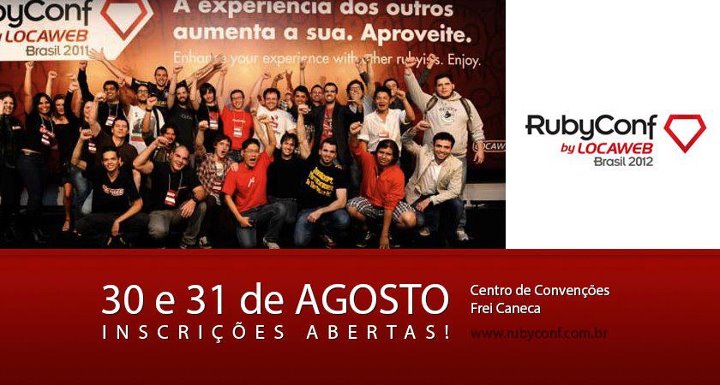 A experiência dos outros
aumenta a sua. Aproveite.
Enhance your experience with other rubyists. Enjoy.
byConf
by LOCAWEB
Brasil 2011
RubyConf
by LOCAWEB
Brasil 2012
30 e 31 de AGOSTO
INSCRIÇÕES ABERTAS!
Centro de Convenções
Frei Caneca
www.rubyconf.com.br